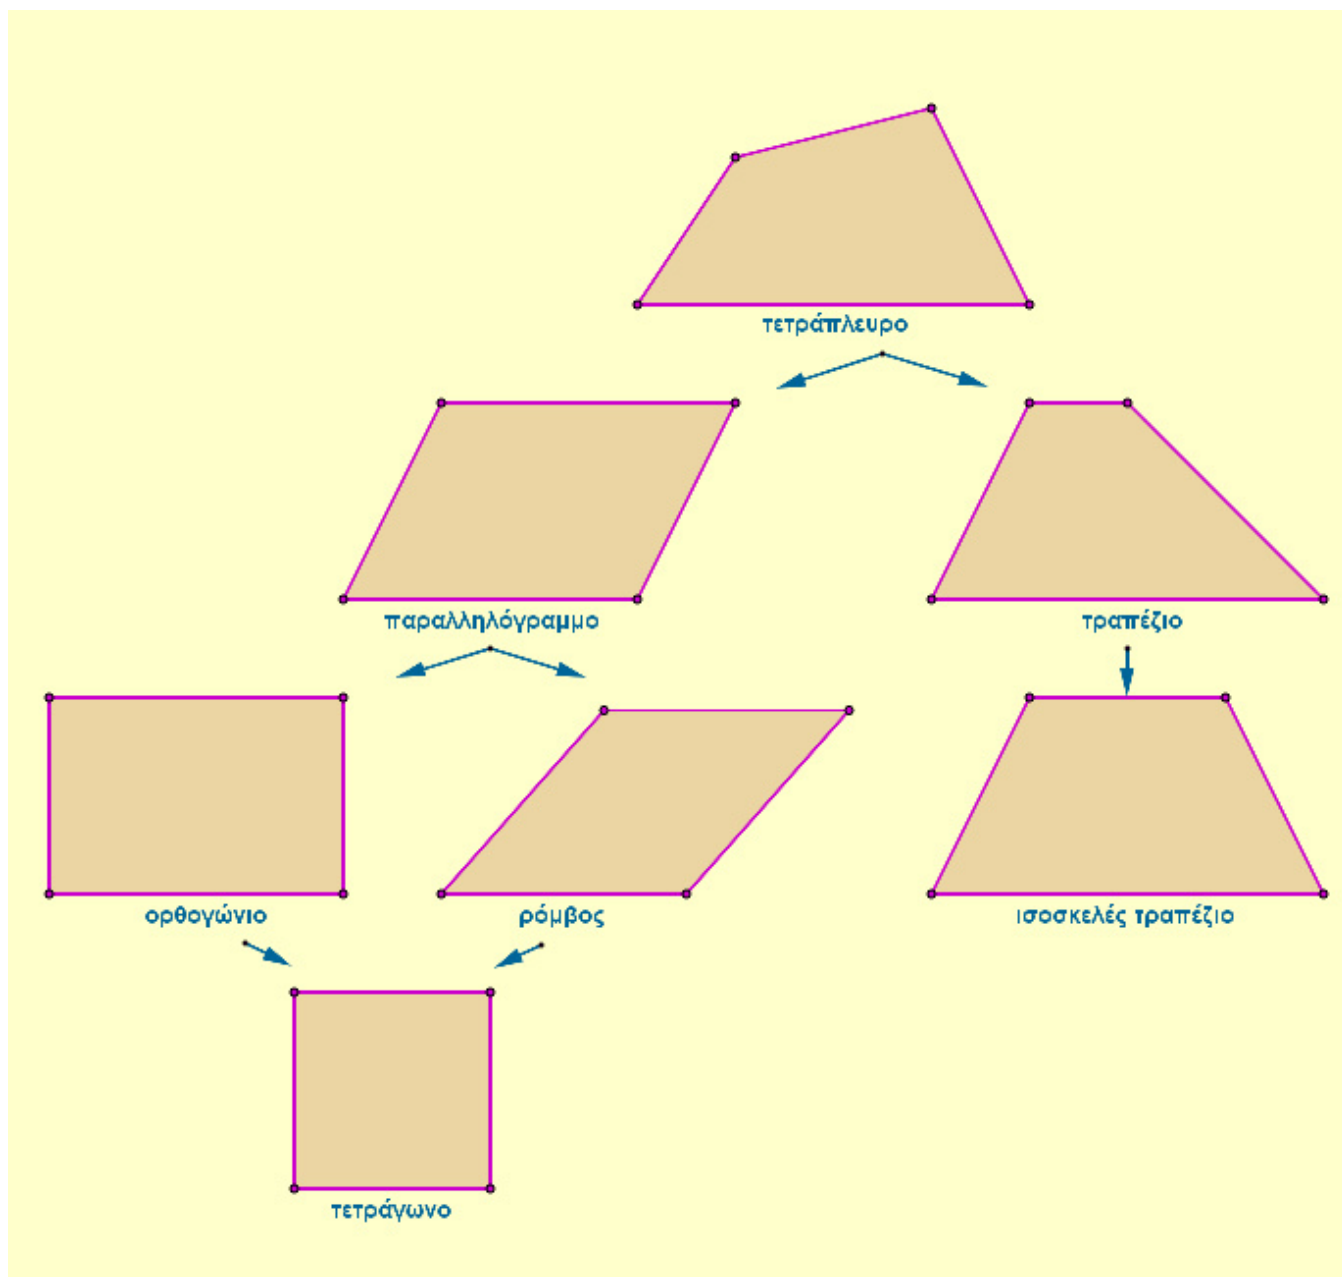 τετράπλευρο
παραλληλόγραμμο
τραπέζιο
ορθογώνιο
ρόμβος
ισοσκελές τραπέζιο
τετράγωνο